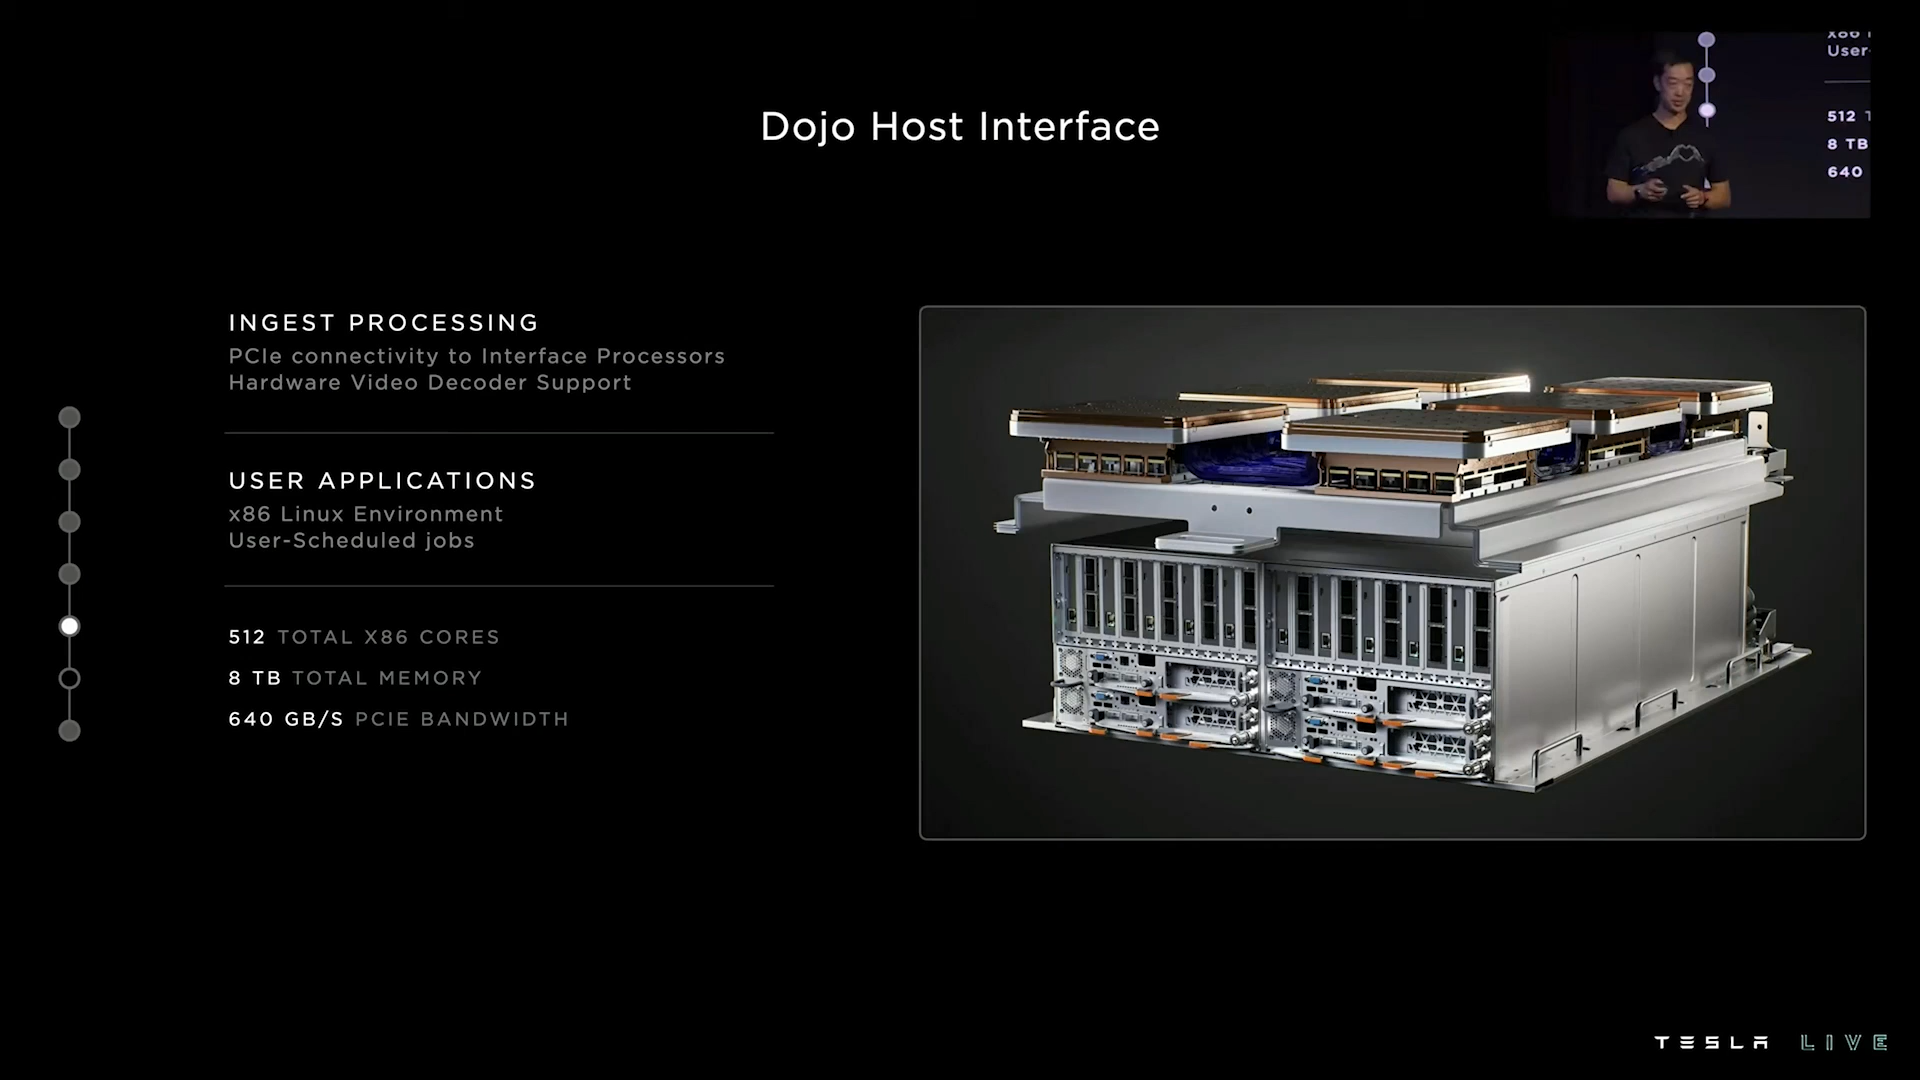 Dojo Host Interface
x86
User-
512
8 TB
640
INGEST PROCESSING
PCIe connectivity to Interface Processors
Hardware Video Decoder Support
USER APPLICATIONS
x86 Linux Environment
User-Scheduled jobs
512 TOTAL X86 CORES
8 TB TOTAL MEMORY
640 GB/S PCIE BANDWIDTH
TESLA LIVE